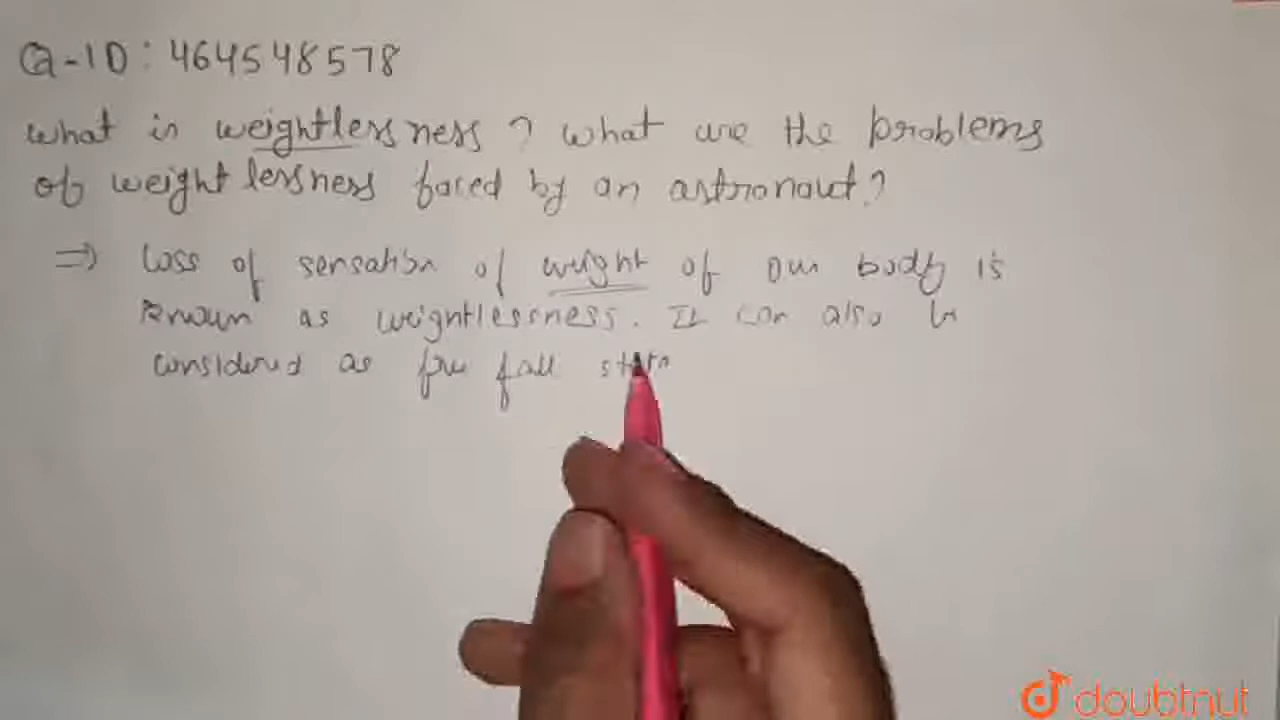 Q-ID: 464548578
What is weightlessness? What are the problems
of weightlessness faced by an astronaut?
⇒ Loss of sensation of weight of our body is
known as weightlessness. It can also be
considered as free fall
doubtnut